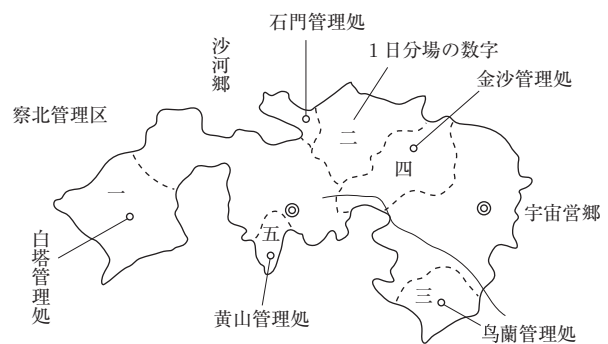 石門管理処
沙河郷
1日分場の数字
金沙管理処
察北管理区
二
四
一
宇宙営郷
五
白塔管理処
三
黄山管理処
烏蘭管理処